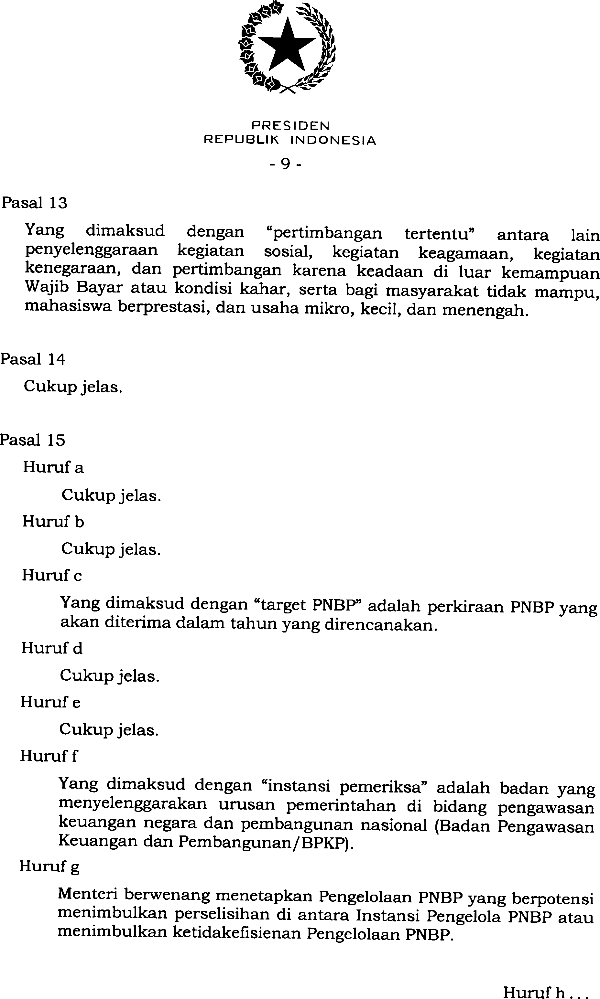 PRESIDEN
REPUBLIK INDONESIA
- 9 -
Pasal 13
Yang dimaksud dengan “pertimbangan tertentu” antara lain
penyelenggaraan kegiatan sosial, kegiatan keagamaan, kegiatan
kenegaraan, dan pertimbangan karena keadaan di luar kemampuan
Wajib Bayar atau kondisi kahar, serta bagi masyarakat tidak mampu,
mahasiswa berprestasi, dan usaha mikro, kecil, dan menengah.
Pasal 14
Cukup jelas.
Pasal 15
Huruf a
Cukup jelas.
Huruf b
Cukup jelas.
Huruf c
Yang dimaksud dengan “target PNBP” adalah perkiraan PNBP yang
akan diterima dalam tahun yang direncanakan.
Huruf d
Cukup jelas.
Huruf e
Cukup jelas.
Huruf f
Yang dimaksud dengan “instansi pemeriksa” adalah badan yang
menyelenggarakan urusan pemerintahan di bidang pengawasan
keuangan negara dan pembangunan nasional (Badan Pengawasan
Keuangan dan Pembangunan/BPKP).
Huruf g
Menteri berwenang menetapkan Pengelolaan PNBP yang berpotensi
menimbulkan perselisihan di antara Instansi Pengelola PNBP atau
menimbulkan ketidakefisienan Pengelolaan PNBP.
Huruf h . . .